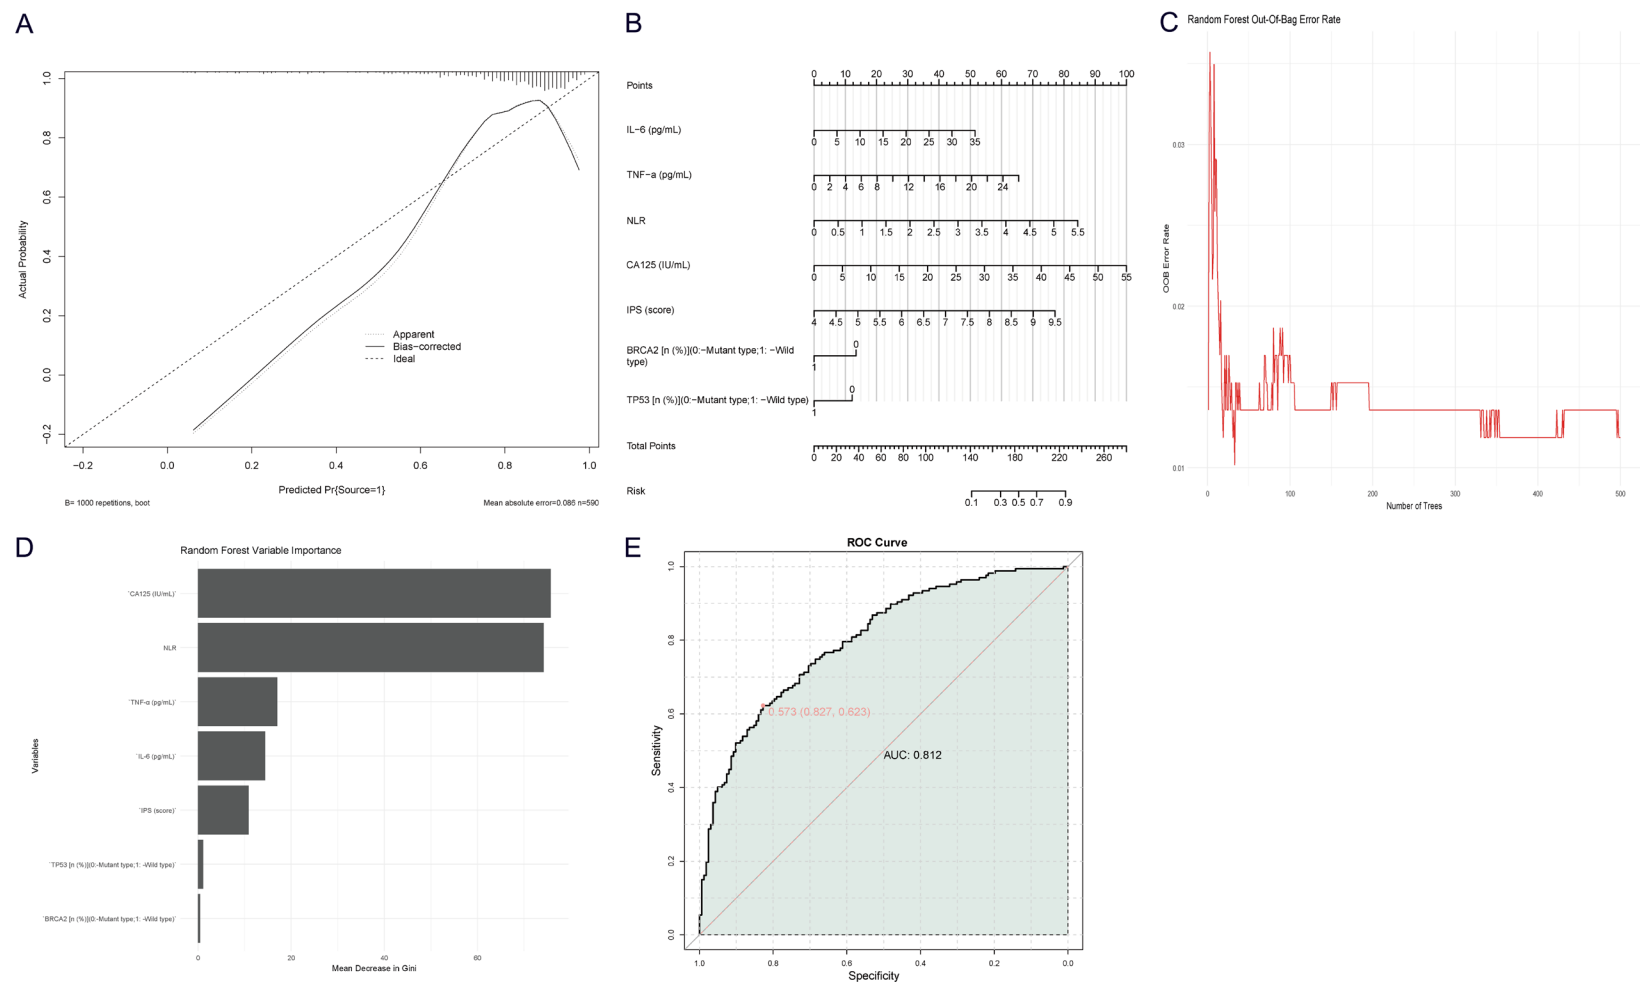 A
1.0
0.8
0.6
0.4
0.2
0.0
−0.2
Actual Probability
Apparent
Bias−corrected
Ideal
−0.2 0.0 0.2 0.4 0.6 0.8 1.0
Predicted Pr{Source=1}
B= 1000 repetitions, boot
Mean absolute error=0.086 n=590
B
Points
0 10 20 30 40 50 60 70 80 90 100
IL−6 (pg/mL)
0 5 10 15 20 25 30 35
TNF−a (pg/mL)
0 2 4 6 8 12 16 20 24
NLR
0 0.5 1 1.5 2 2.5 3 3.5 4 4.5 5 5.5
CA125 (IU/mL)
0 5 10 15 20 25 30 35 40 45 50 55
IPS (score)
4 4.5 5 5.5 6 6.5 7 7.5 8 8.5 9 9.5
BRCA2 [n (%)](0:−Mutant type;1: −Wild
type)
0
1
TP53 [n (%)](0:−Mutant type;1: −Wild type)
0
1
Total Points
0 20 40 60 80 100 140 180 220 260
Risk
0.1 0.3 0.5 0.7 0.9
C
Random Forest Out-Of-Bag Error Rate
0.03
0.02
0.01
OOB Error Rate
0 100 200 300 400 500
Number of Trees
D
Random Forest Variable Importance
`CA125 (IU/mL)`
NLR
`TNF-α (pg/mL)`
`IL-6 (pg/mL)`
`IPS (score)`
`TP53 [n (%)](0:-Mutant type;1: -Wild type)`
`BRCA2 [n (%)](0:-Mutant type;1: -Wild type)`
Variables
0 20 40 60
Mean Decrease in Gini
E
ROC Curve
1.0
0.8
0.6
0.4
0.2
0.0
Sensitivity
0.573 (0.827, 0.623)
AUC: 0.812
1.0 0.8 0.6 0.4 0.2 0.0
Specificity